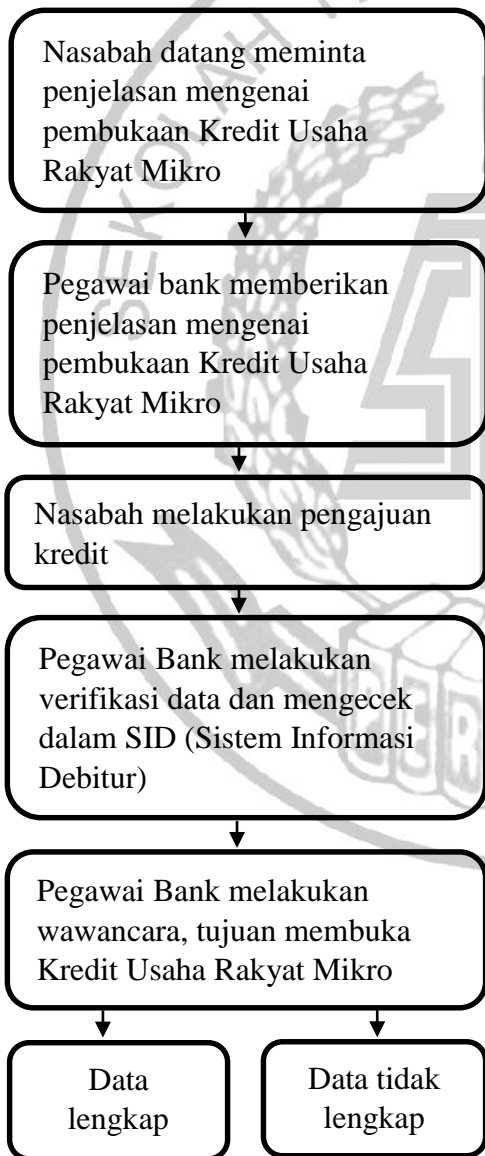 Nasabah datang meminta
penjelasan mengenai
pembukaan Kredit Usaha
Rakyat Mikro
Pegawai bank memberikan
penjelasan mengenai
pembukaan Kredit Usaha
Rakyat Mikro
Nasabah melakukan pengajuan
kredit
Pegawai Bank melakukan
verifikasi data dan mengecek
dalam SID (Sistem Informasi
Debitur)
Pegawai Bank melakukan
wawancara, tujuan membuka
Kredit Usaha Rakyat Mikro
Data
lengkap
Data tidak
lengkap
SEKOLAH